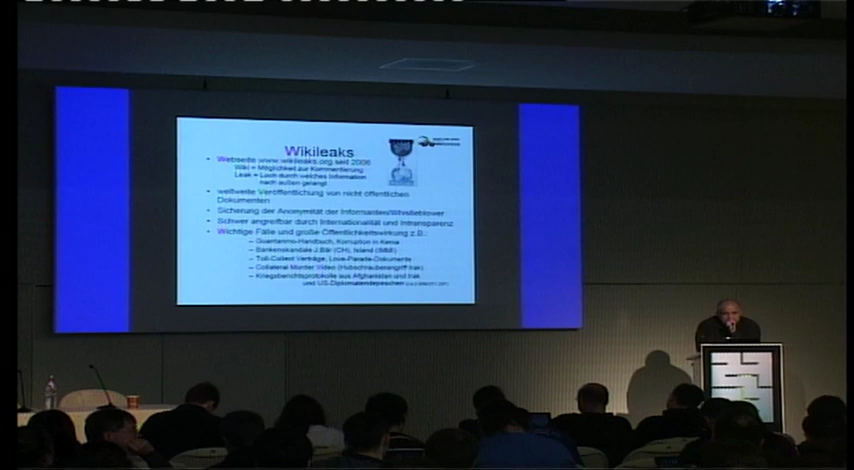 Wikileaks
• Webseite www.wikileaks.org seit 2006
Wiki = Möglichkeit zur Kommentierung
Leak = Loch durch welches Information
nach außen gelangt
• weltweite Veröffentlichung von nicht öffentlichen
Dokumenten
• Sicherung der Anonymität der Informanten/Whistleblower
• Schwer angreifbar durch Internationalität und Intransparenz
• Wichtige Fälle und große Öffentlichkeitswirkung z.B.:
– Guantanmo-Handbuch, Korruption in Kenia
– Bankenskandale J.Bär (CH), Island
– Toll-Collect Verträge, Love-Parade-Dokumente
– Collateral Murder Video (Hubschrauberangriff Irak)
– Kriegsberichtsprotokolle aus Afghanistan und Irak
und US-Diplomatendepeschen